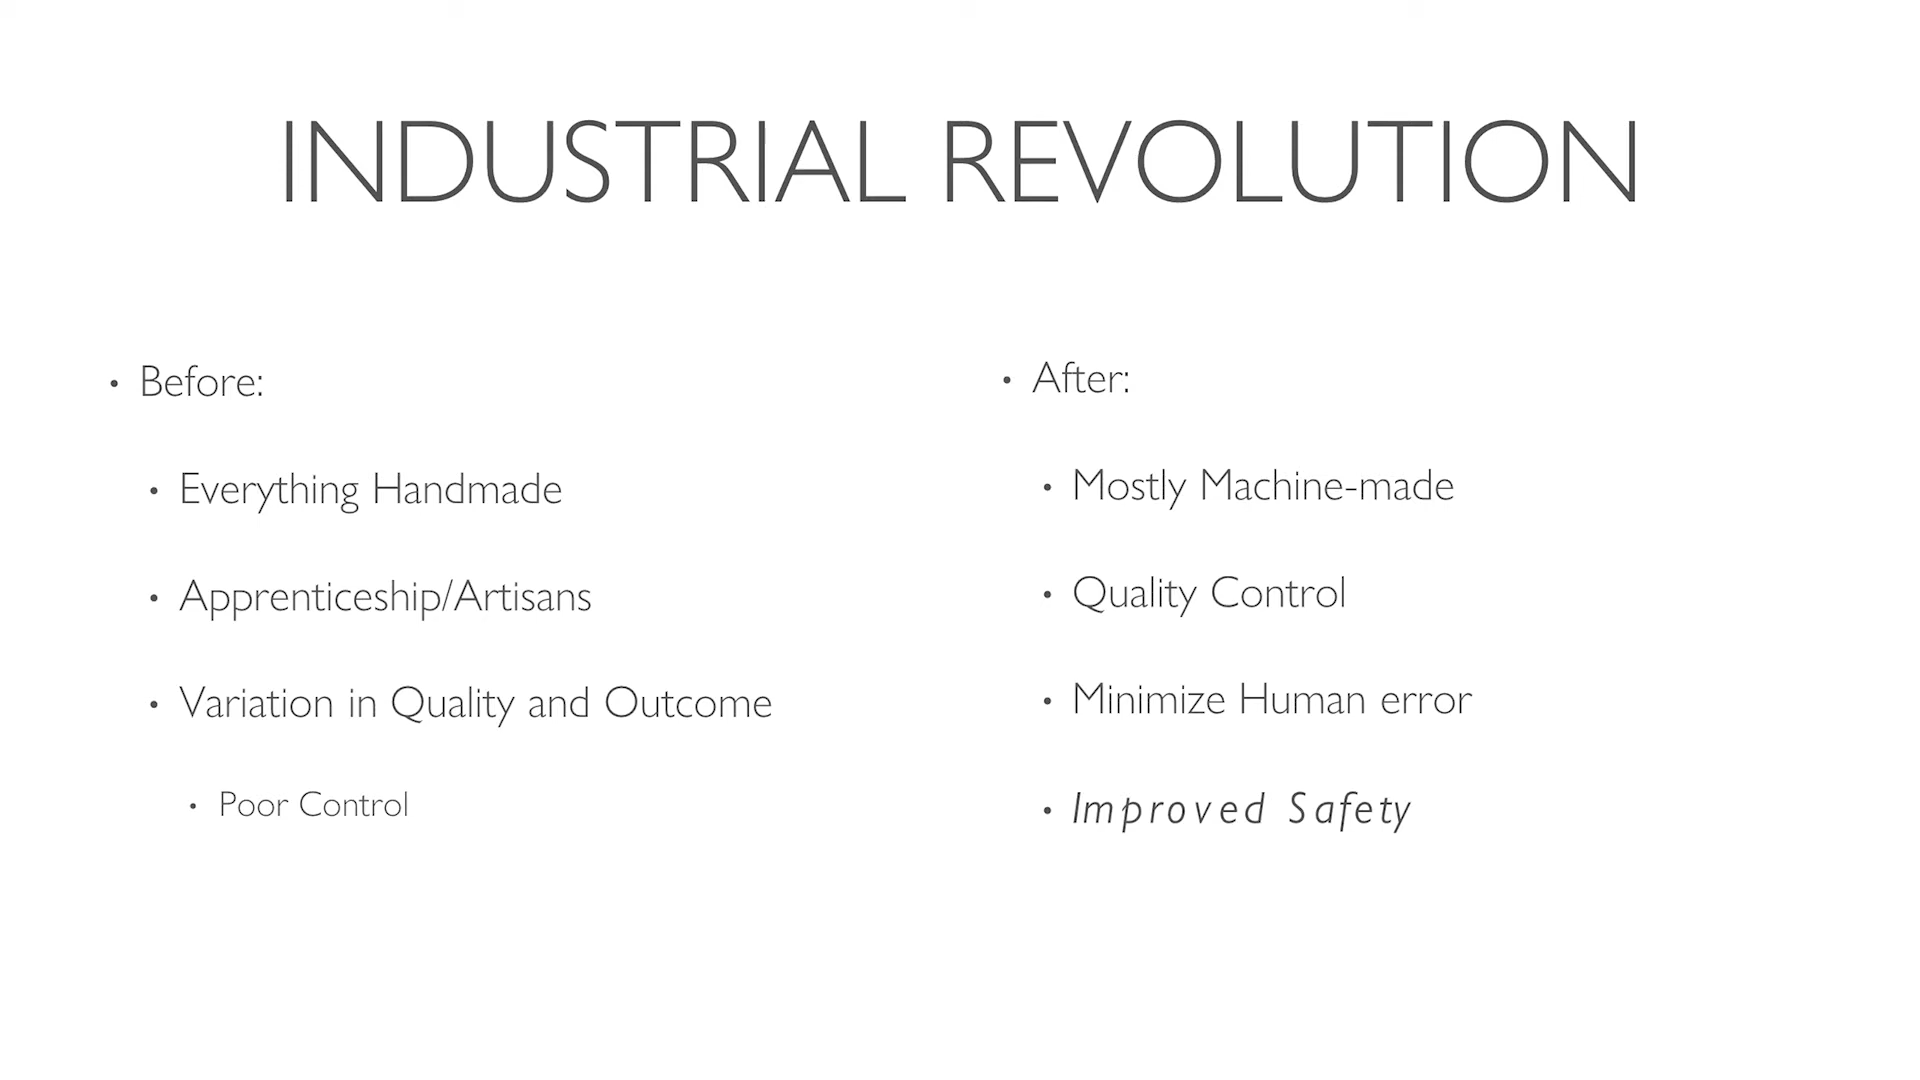 INDUSTRIAL REVOLUTION
• Before:
• Everything Handmade
• Apprenticeship/Artisans
• Variation in Quality and Outcome
• Poor Control
• After:
• Mostly Machine-made
• Quality Control
• Minimize Human error
• Improved Safety